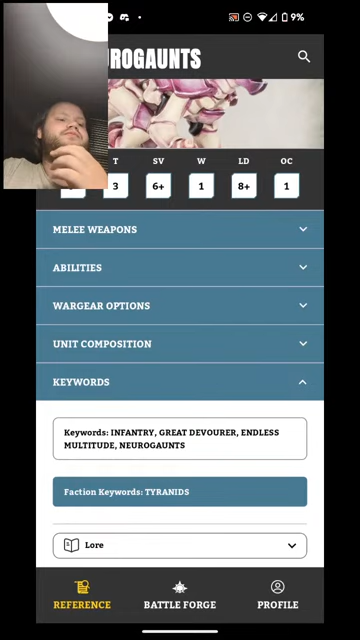 9%
T SV W LD OC
3 6+ 1 8+ 1
MELEE WEAPONS
ABILITIES
WARGEAR OPTIONS
UNIT COMPOSITION
KEYWORDS
Keywords: INFANTRY, GREAT DEVOURER, ENDLESS
MULTITUDE, NEUROGAUNTS
Faction Keywords: TYRANIDS
Lore
REFERENCE BATTLE FORGE PROFILE